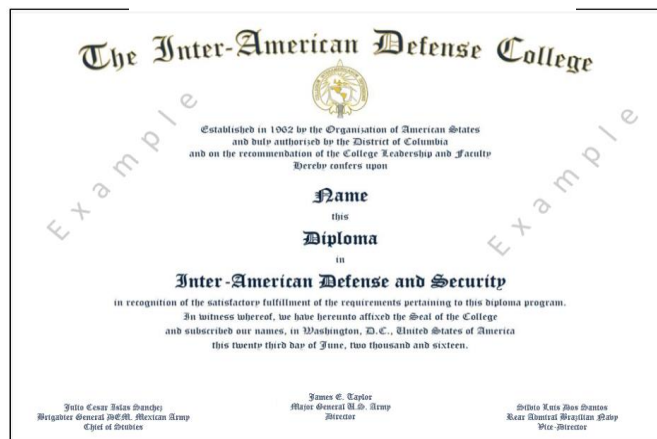 The Inter-American Defense College
Example
Example
Established in 1962 by the Organization of American States
and duly authorized by the District of Columbia
and on the recommendation of the College Leadership and Faculty
Hereby confers upon
Name
this
Diploma
in
Inter-American Defense and Security
in recognition of the satisfactory fulfillment of the requirements pertaining to this diploma program.
In witness whereof, we have hereunto affixed the Seal of the College
and subscribed our names, in Washington, D.C., United States of America
this twenty third day of June, two thousand and sixteen.
Julio Cesar Islas Sanchez
Brigadier General DEM. Mexican Army
Chief of Studies
James E. Taylor
Major General U.S. Army
Director
Silvio Luis Dos Santos
Rear Admiral Brazilian Navy
Vice-Director